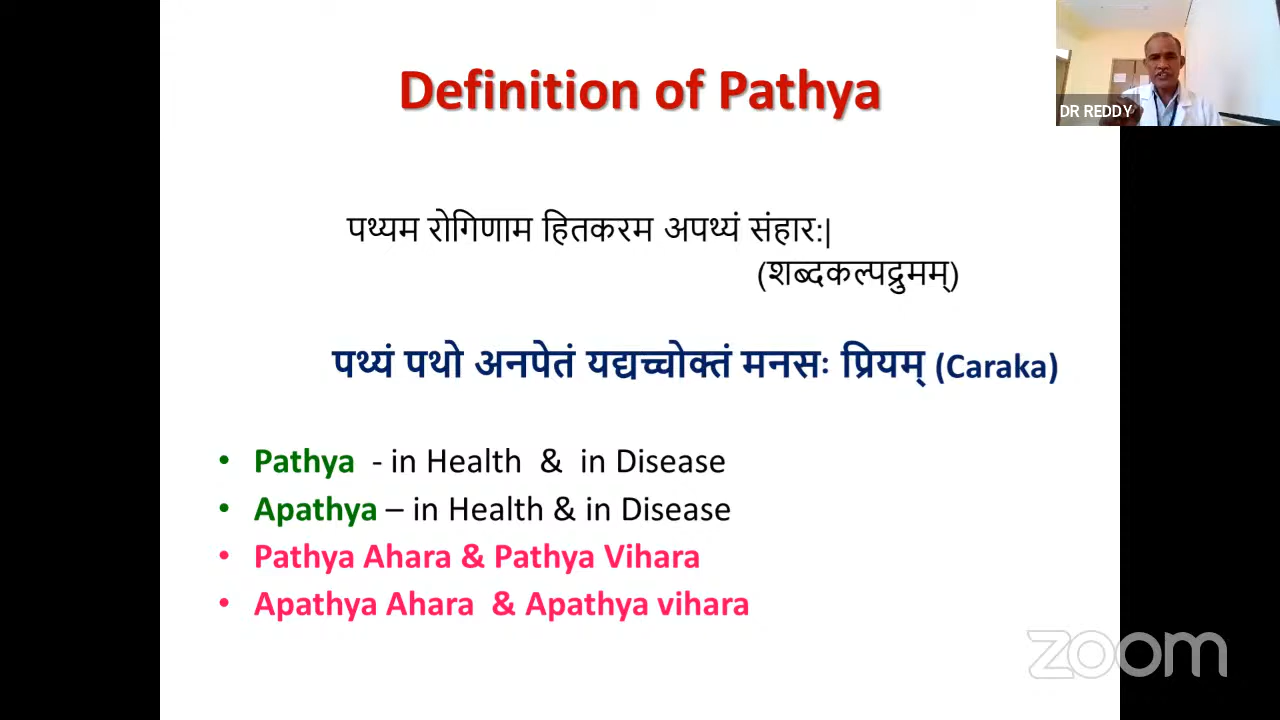 Definition of Pathya
DR REDDY
पथ्यम रोगिणाम हितकरम अपथ्यं संहार:|
(शब्दकल्पद्रुमम्)
पथ्यं पथो अनपेतं यद्यच्चोक्तं मनसः प्रियम् (Caraka)
• Pathya - in Health & in Disease
• Apathya – in Health & in Disease
• Pathya Ahara & Pathya Vihara
• Apathya Ahara & Apathya vihara
zoom